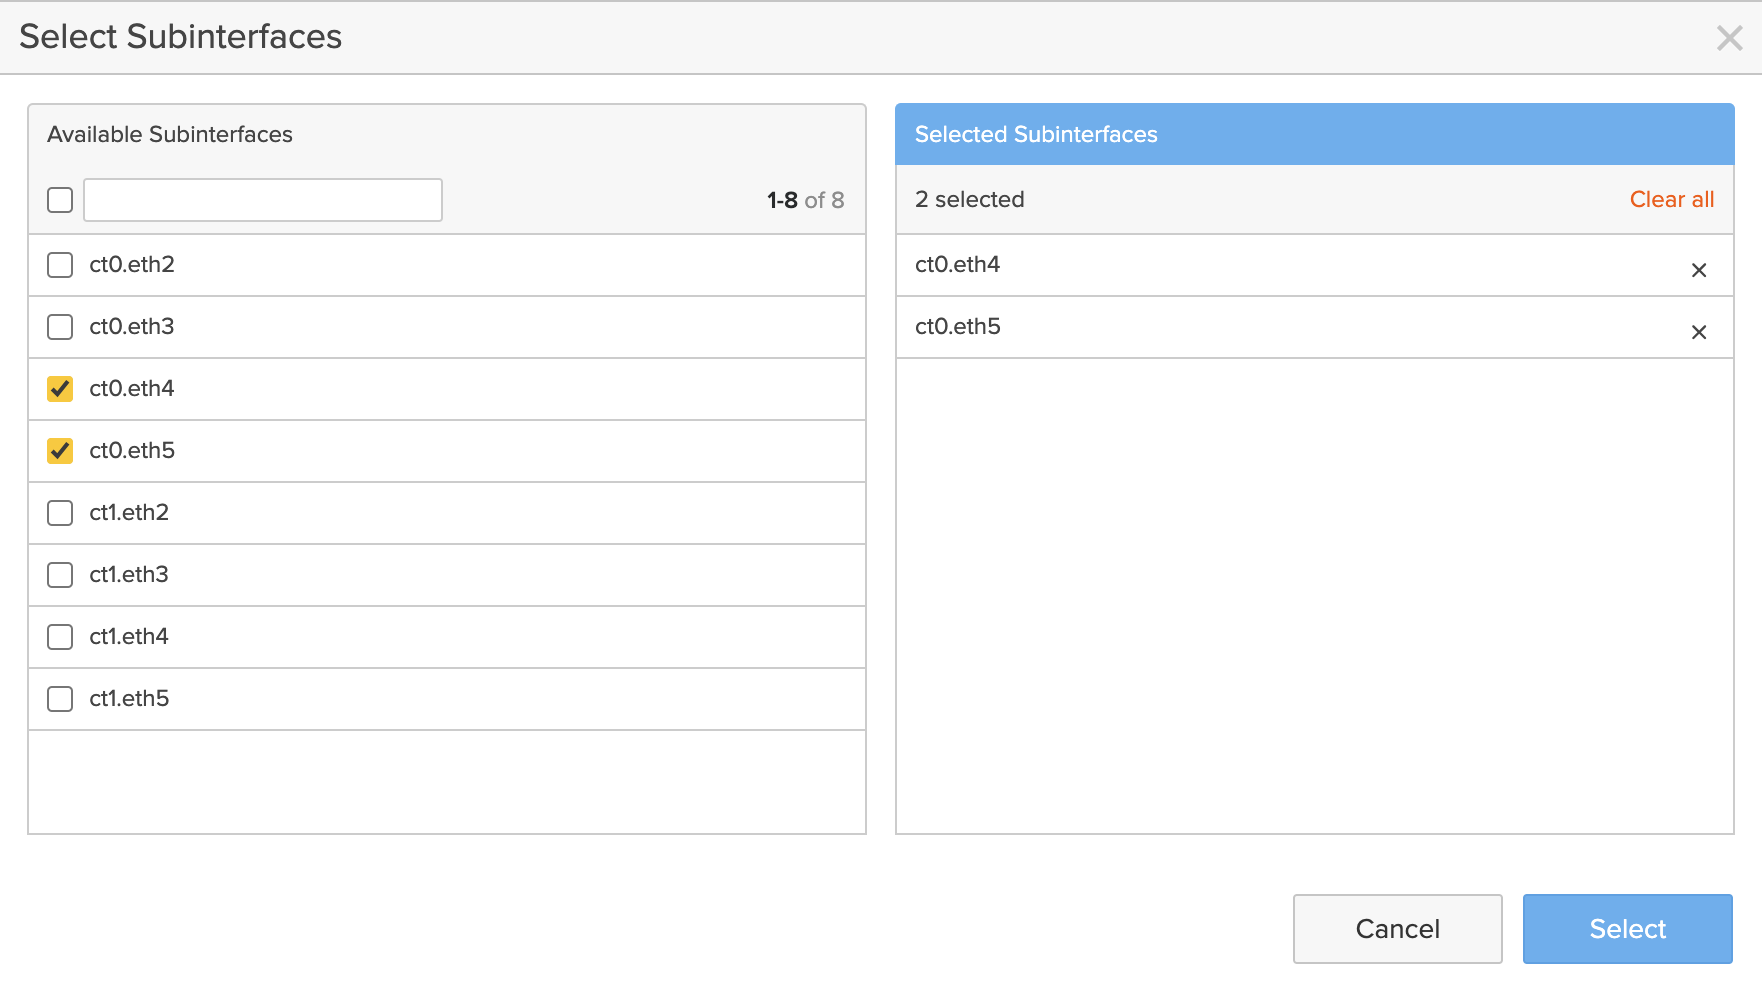 Select Subinterfaces
Available Subinterfaces
1-8 of 8
ct0.eth2
ct0.eth3
ct0.eth4
ct0.eth5
ct1.eth2
ct1.eth3
ct1.eth4
ct1.eth5
Selected Subinterfaces
2 selected
Clear all
ct0.eth4
ct0.eth5
Cancel
Select